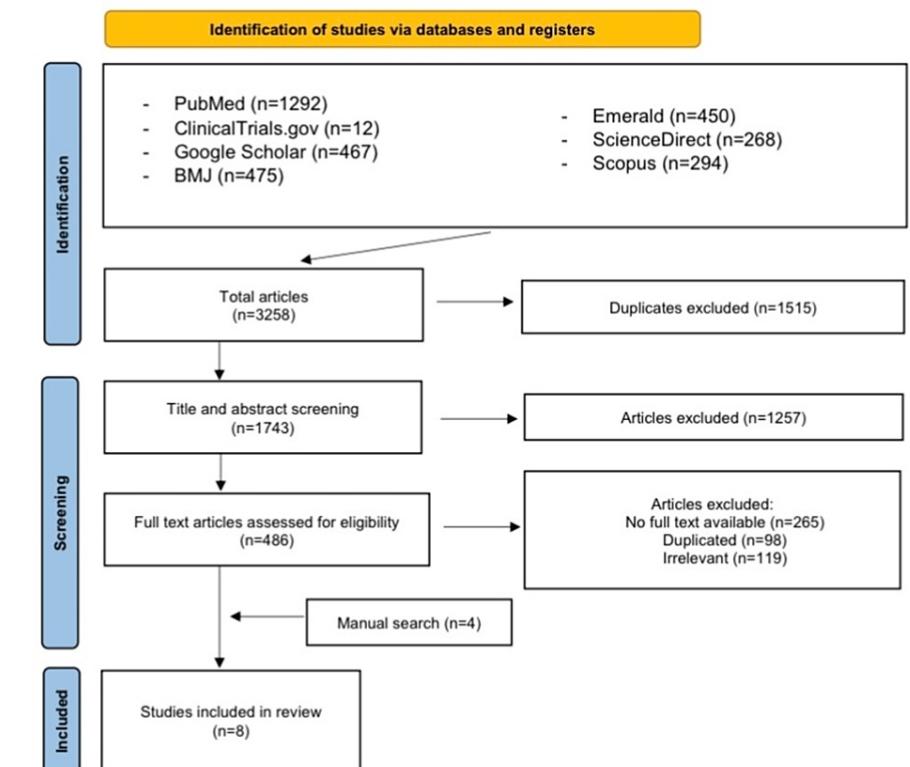 Identification of studies via databases and registers
Identification
- PubMed (n=1292)
- ClinicalTrials.gov (n=12)
- Google Scholar (n=467)
- BMJ (n=475)
- Emerald (n=450)
- ScienceDirect (n=268)
- Scopus (n=294)
Total articles
(n=3258)
Duplicates excluded (n=1515)
Screening
Title and abstract screening
(n=1743)
Articles excluded (n=1257)
Full text articles assessed for eligibility
(n=486)
Articles excluded:
No full text available (n=265)
Duplicated (n=98)
Irrelevant (n=119)
Manual search (n=4)
Included
Studies included in review
(n=8)